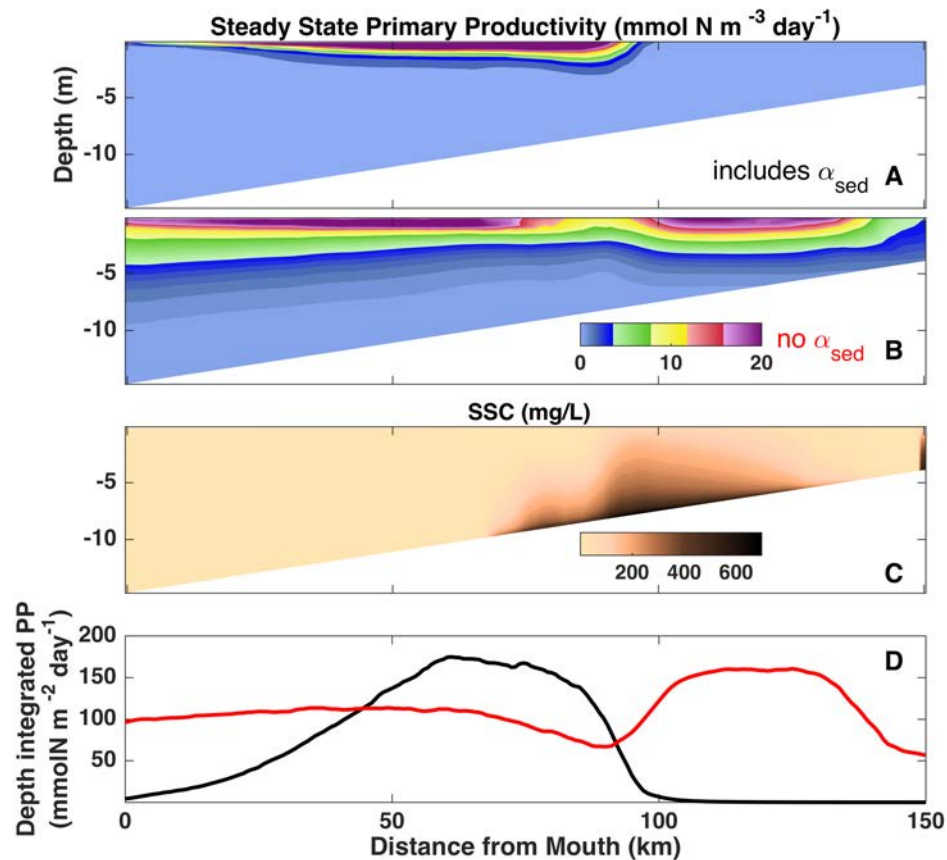 Steady State Primary Productivity (mmol N m⁻³ day⁻¹)
Depth (m)
-5
-10
includes α_sed
A
-5
-10
0 10 20
no α_sed
B
SSC (mg/L)
-5
-10
200 400 600
C
Depth integrated PP
(mmolN m⁻² day⁻¹)
200
150
100
50
D
0 50 100 150
Distance from Mouth (km)